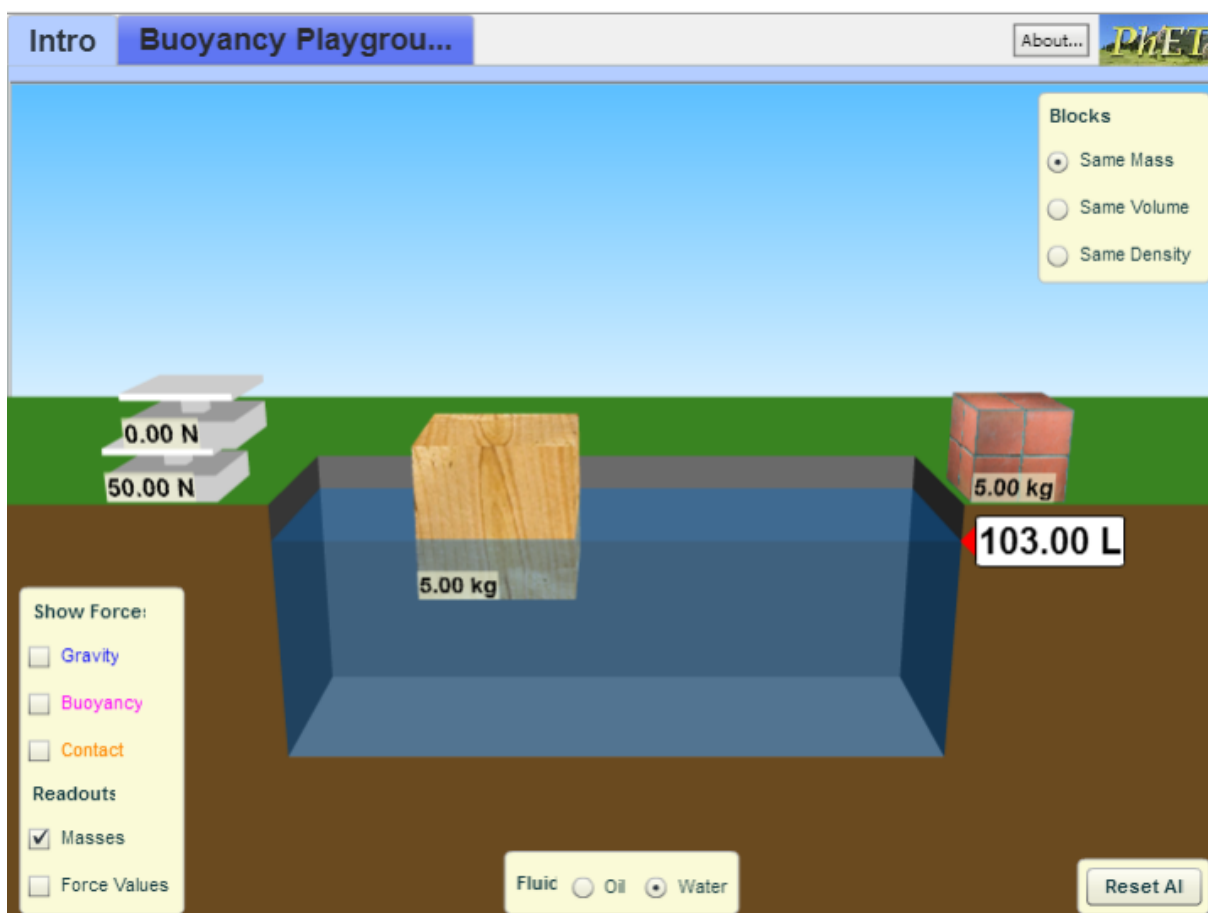 Intro
Buoyancy Playgrou...
About...
PhET
Blocks
Same Mass
Same Volume
Same Density
0.00 N
50.00 N
5.00 kg
5.00 kg
103.00 L
Show Force:
Gravity
Buoyancy
Contact
Readouts
Masses
Force Values
Fluid
Oil
Water
Reset Al